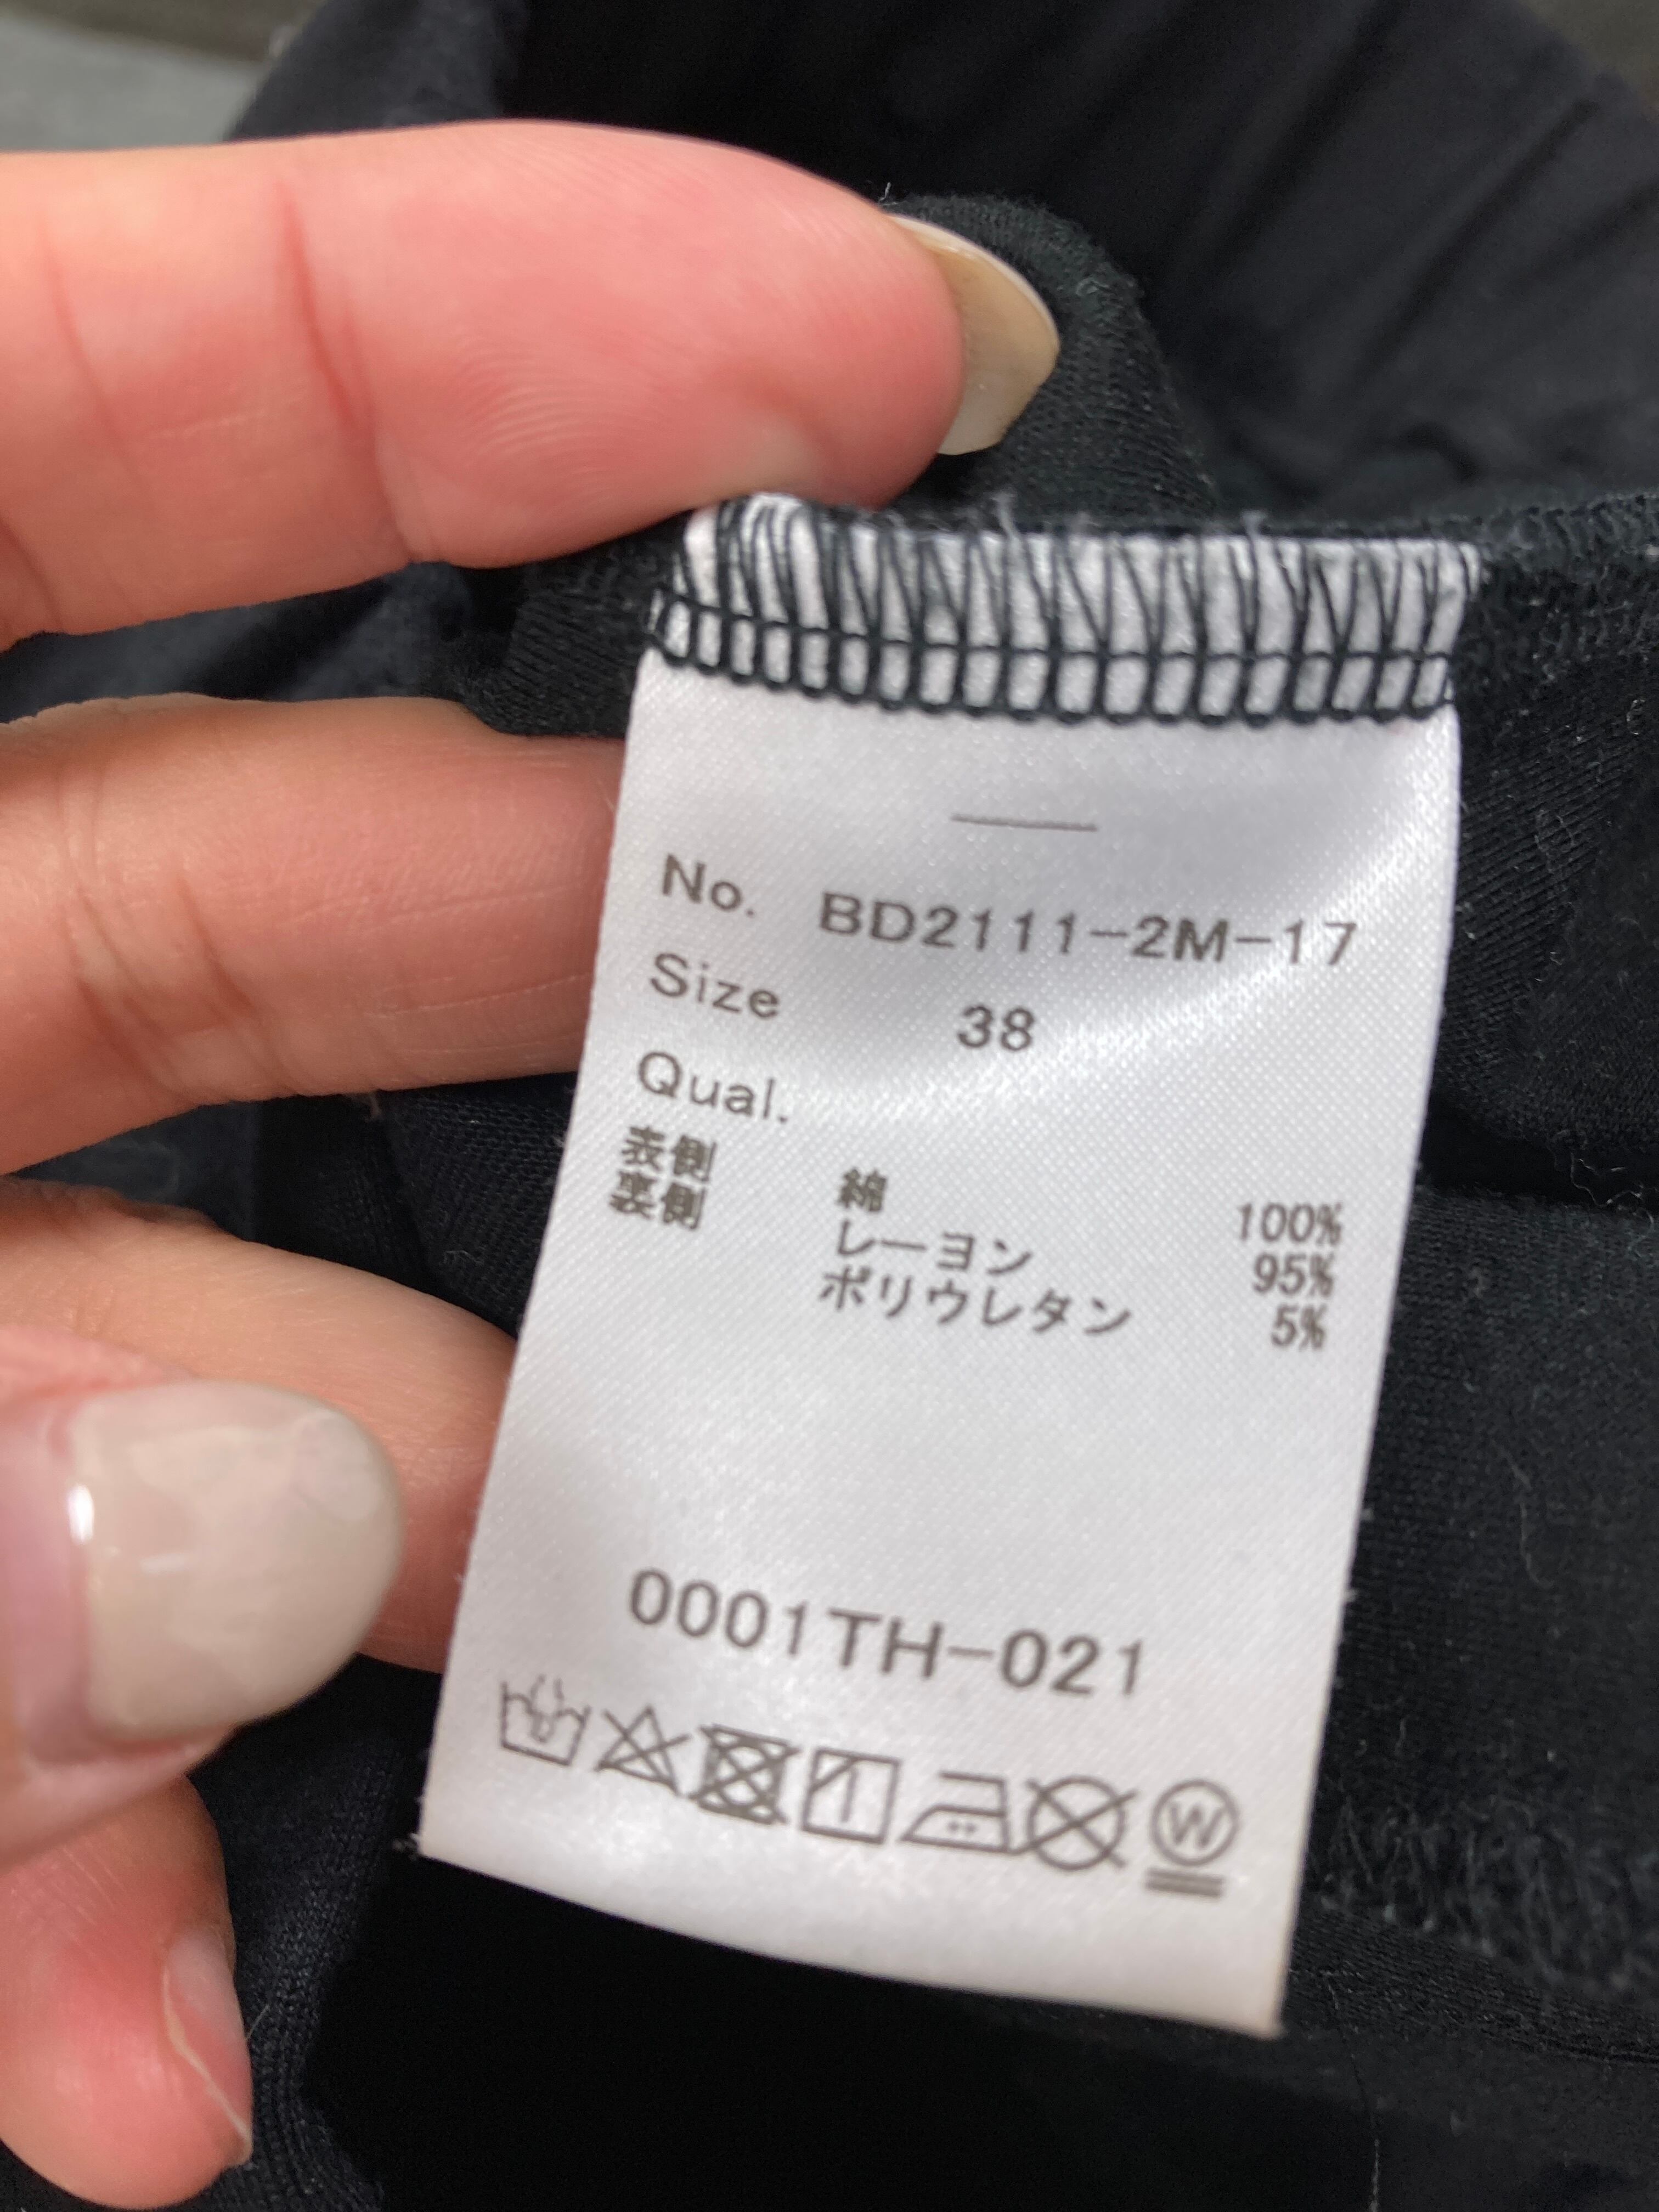 No. BD2111-2M-17
Size 38
Qual.
表側 綿 100%
裏側 レーヨン 95%
ポリウレタン 5%
0001TH-021
W